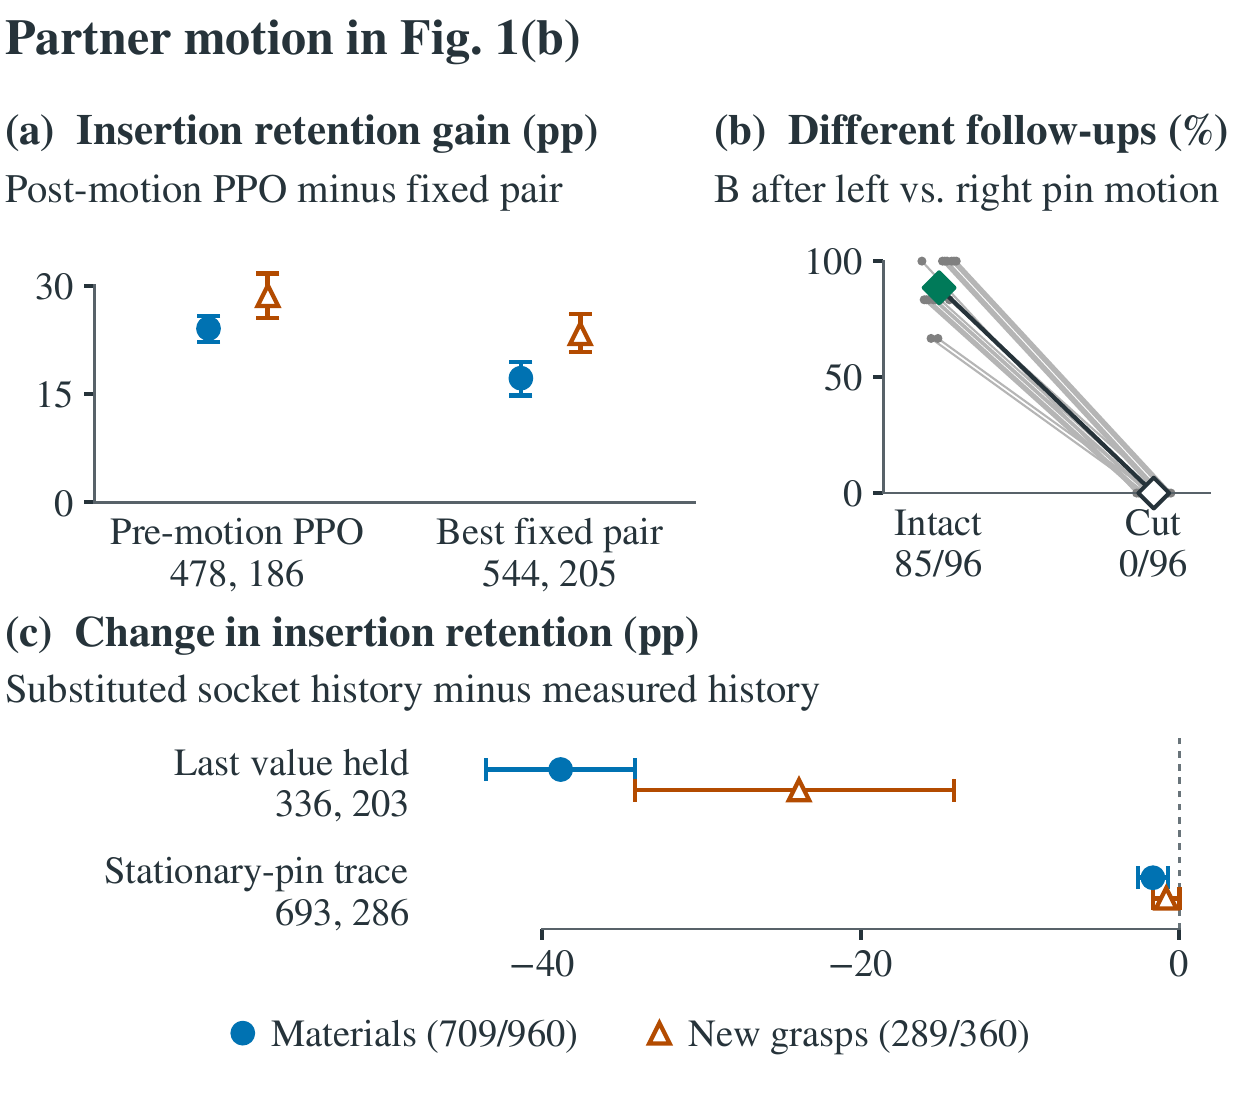 Partner motion in Fig. 1(b)
(a) Insertion retention gain (pp)
Post-motion PPO minus fixed pair
30
15
0
Pre-motion PPO
478, 186
Best fixed pair
544, 205
(b) Different follow-ups (%)
B after left vs. right pin motion
100
50
0
Intact
85/96
Cut
0/96
(c) Change in insertion retention (pp)
Substituted socket history minus measured history
Last value held
336, 203
Stationary-pin trace
693, 286
−40
−20
0
Materials (709/960)
New grasps (289/360)